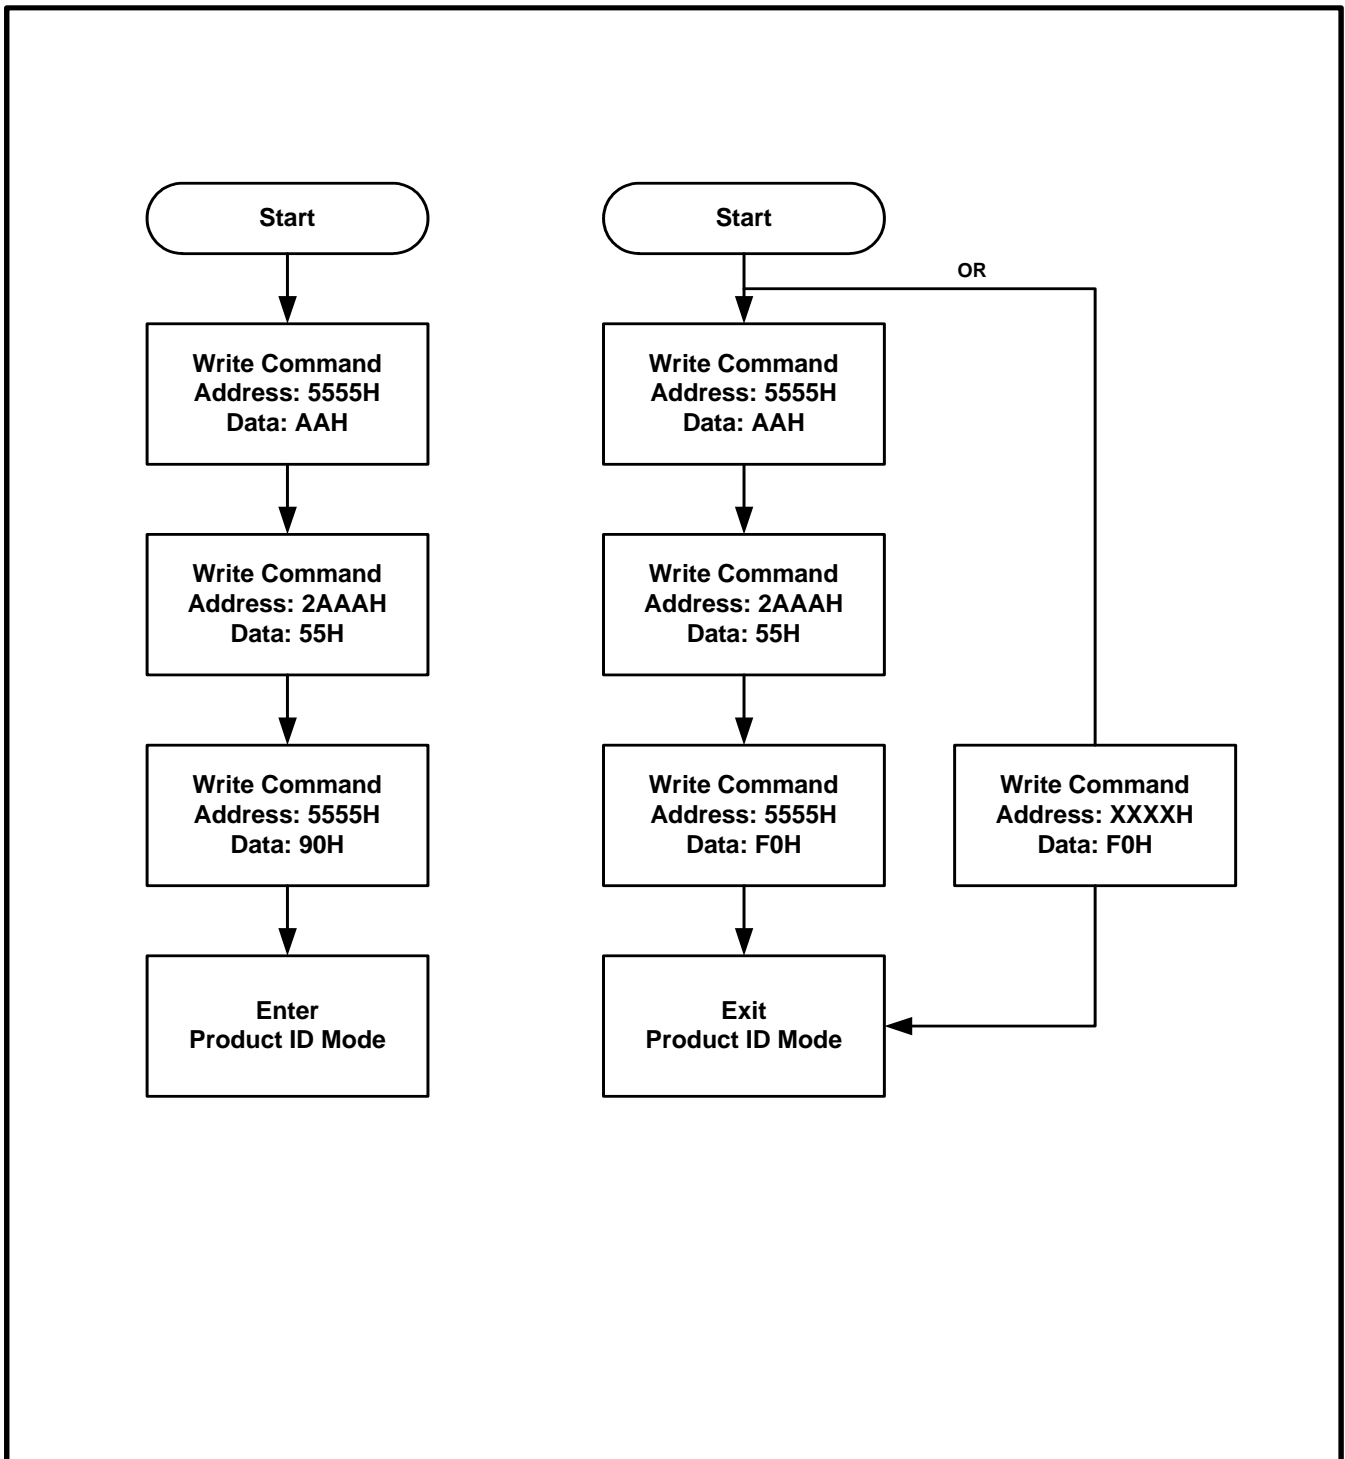 Start
Write Command
Address: 5555H
Data: AAH
Write Command
Address: 2AAAH
Data: 55H
Write Command
Address: 5555H
Data: 90H
Enter
Product ID Mode
Start
OR
Write Command
Address: 5555H
Data: AAH
Write Command
Address: 2AAAH
Data: 55H
Write Command
Address: 5555H
Data: F0H
Write Command
Address: XXXXH
Data: F0H
Exit
Product ID Mode